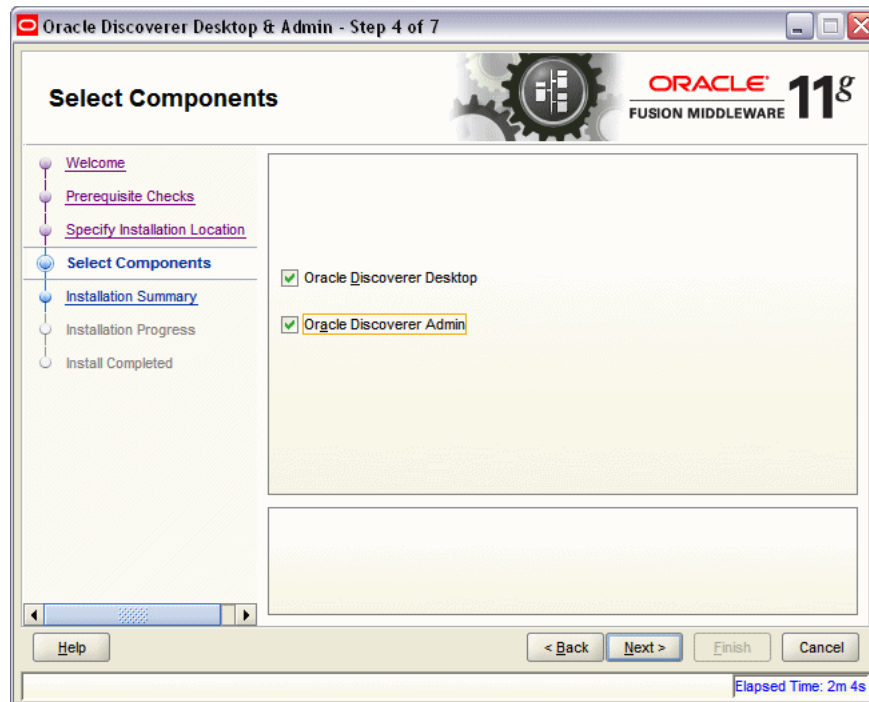 Oracle Discoverer Desktop & Admin - Step 4 of 7
Select Components
ORACLE
FUSION MIDDLEWARE
11g
Welcome
Prerequisite Checks
Specify Installation Location
Select Components
Installation Summary
Installation Progress
Install Completed
Oracle Discoverer Desktop
Oracle Discoverer Admin
Help
< Back
Next >
Finish
Cancel
Elapsed Time: 2m 4s